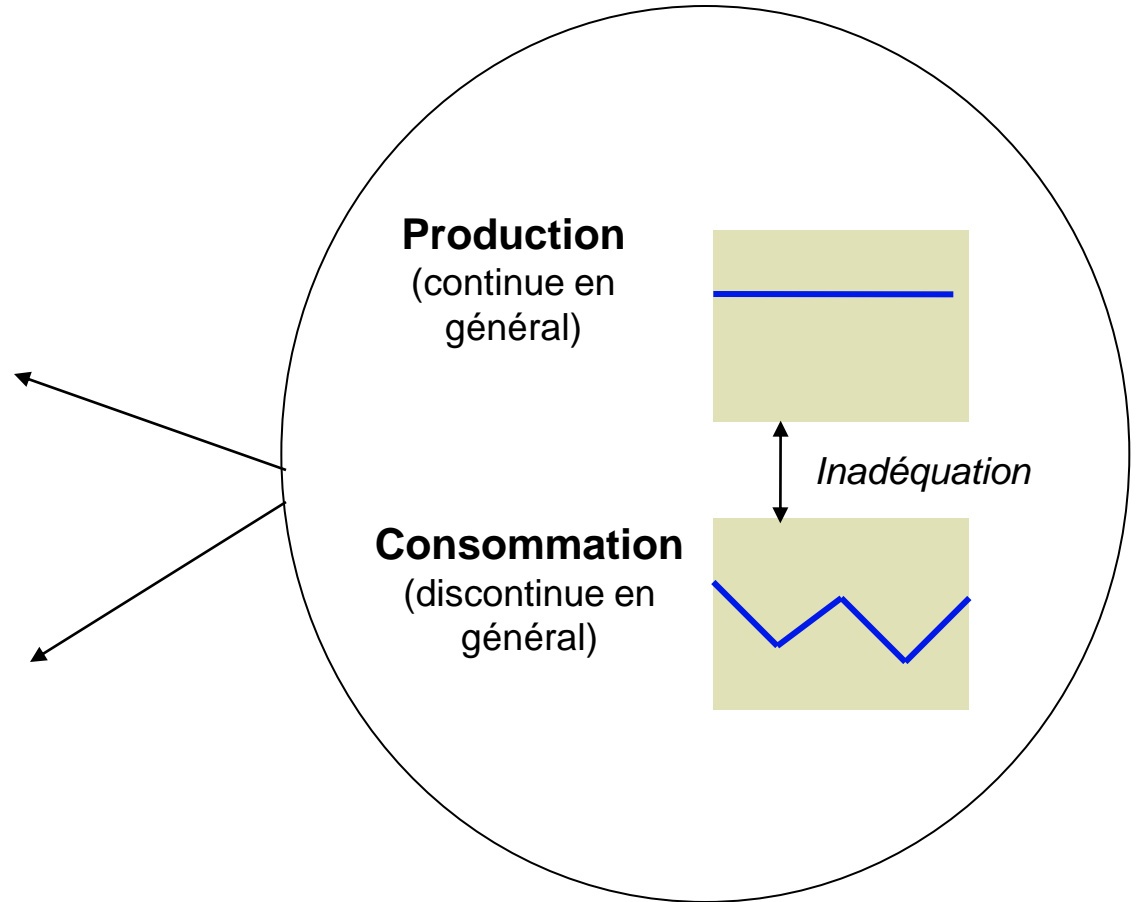 Production
(continue en
général)
Inadéquation
Consommation
(discontinue en
général)